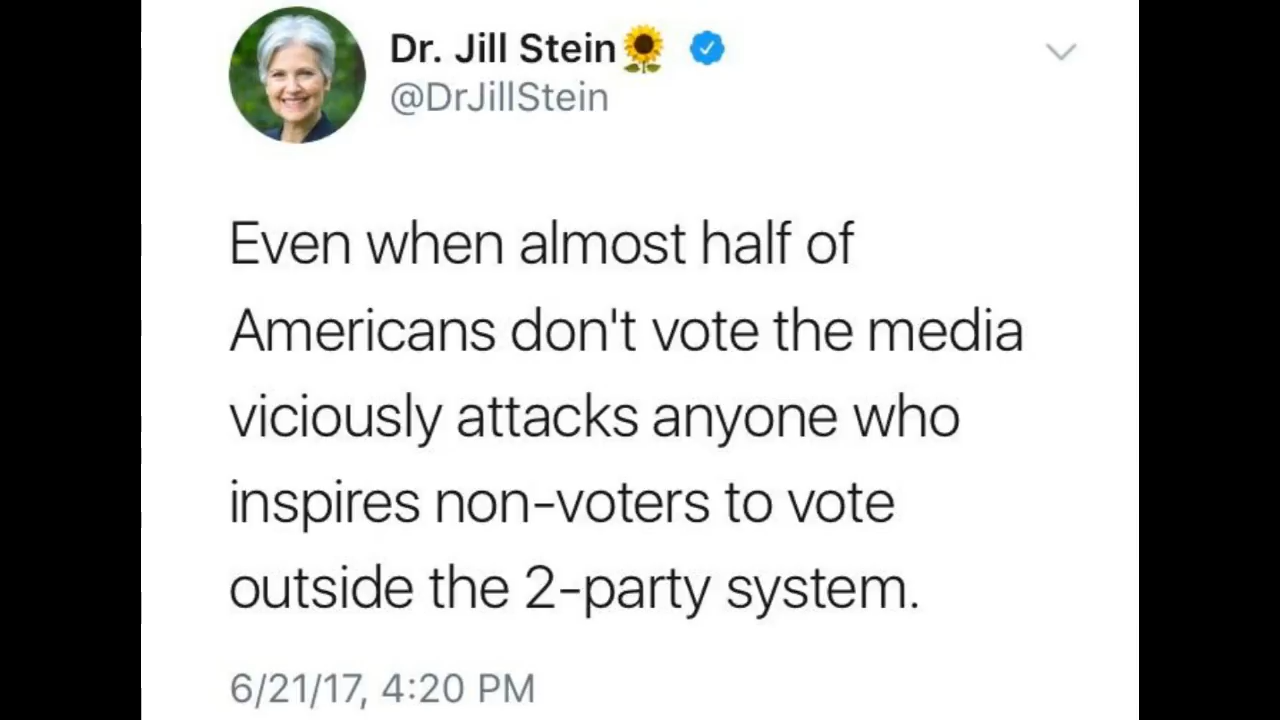 Dr. Jill Stein🌻
@DrJillStein
Even when almost half of
Americans don't vote the media
viciously attacks anyone who
inspires non-voters to vote
outside the 2-party system.
6/21/17, 4:20 PM